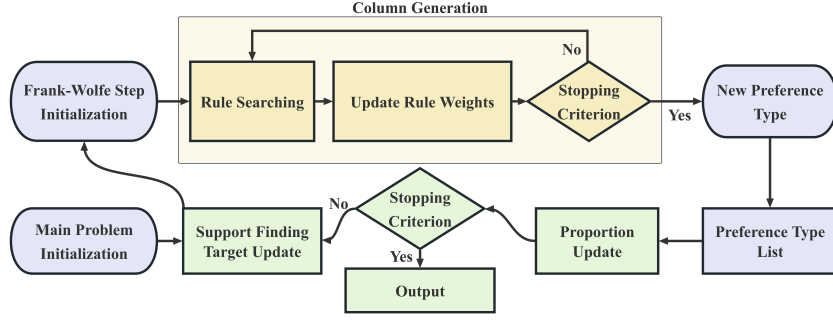 Column Generation
Frank-Wolfe Step
Initialization
Rule Searching
Update Rule Weights
No
Stopping
Criterion
Yes
New Preference
Type
Main Problem
Initialization
Support Finding
Target Update
No
Stopping
Criterion
Yes
Output
Proportion
Update
Preference Type
List